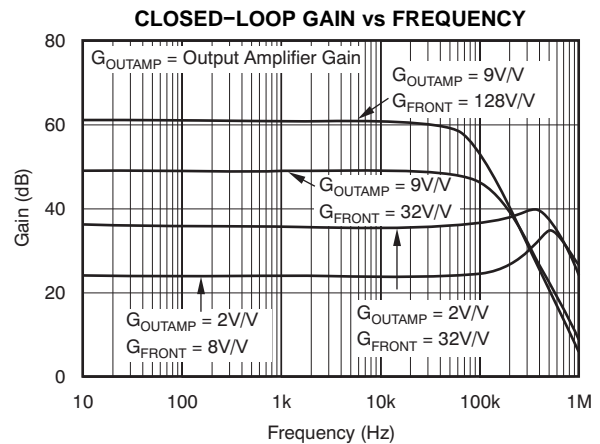 CLOSED–LOOP GAIN vs FREQUENCY
80
G_OUTAMP = Output Amplifier Gain
G_OUTAMP = 9V/V
G_FRONT = 128V/V
60
G_OUTAMP = 9V/V
G_FRONT = 32V/V
40
Gain (dB)
20
G_OUTAMP = 2V/V
G_FRONT = 8V/V
G_OUTAMP = 2V/V
G_FRONT = 32V/V
0
10 100 1k 10k 100k 1M
Frequency (Hz)